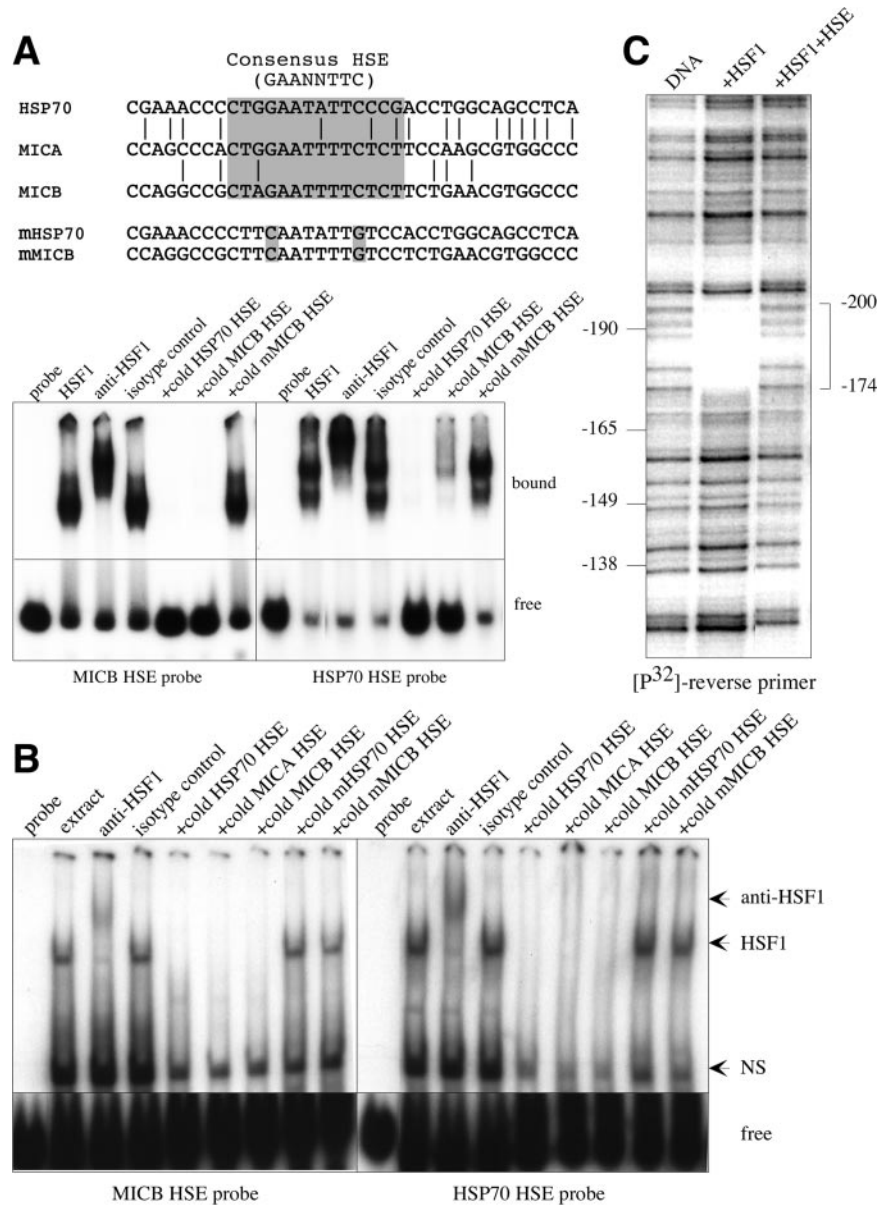 A
Consensus HSE
(GAANNTTC)
HSP70 CGAAACCCCTGGAATATTCCCGACCTGGCAGCCTCA
MICA CCAGCCCACTGGAATTTTCTCTTCCAAGCGTGGCCC
MICB CCAGGCCGCTAGAATTTTCTCTTCTGAACGTGGCCC
mHSP70 CGAAACCCCTTCAATATTGTCCACCTGGCAGCCTCA
mMICB CCAGGCCGCTTCAATTTTGTCCTCTGAACGTGGCCC
probe HSF1 anti-HSF1 isotype control +cold HSP70 HSE +cold MICB HSE +cold mMICB HSE probe HSF1 anti-HSF1 isotype control +cold HSP70 HSE +cold MICB HSE +cold mMICB HSE
bound
free
MICB HSE probe HSP70 HSE probe
C
DNA +HSF1 +HSF1+HSE
-200
-190
-174
-165
-149
-138
[P32]-reverse primer
B
probe extract anti-HSF1 isotype control +cold HSP70 HSE +cold MICA HSE +cold MICB HSE +cold mHSP70 HSE +cold mMICB HSE probe extract anti-HSF1 isotype control +cold HSP70 HSE +cold MICA HSE +cold MICB HSE +cold mHSP70 HSE +cold mMICB HSE
anti-HSF1
HSF1
NS
free
MICB HSE probe HSP70 HSE probe